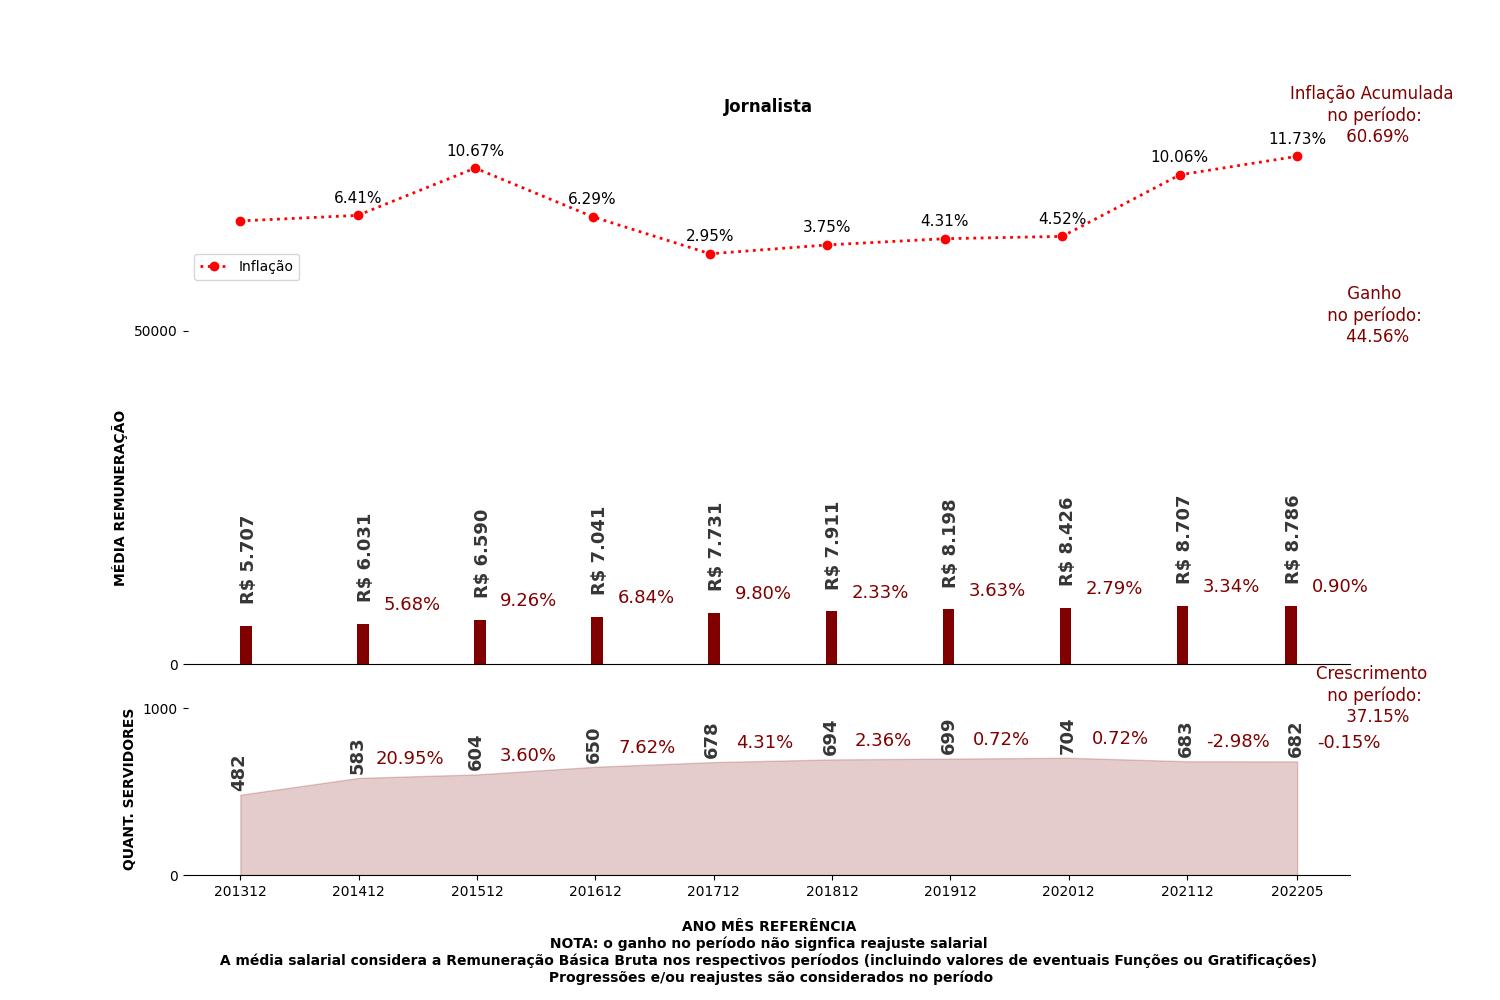 Jornalista
Inflação Acumulada
no período:
60.69%
6.41%
10.67%
6.29%
2.95%
3.75%
4.31%
4.52%
10.06%
11.73%
Inflação
Ganho
no período:
44.56%
MÉDIA REMUNERAÇÃO
50000
0
R$ 5.707
R$ 6.031
R$ 6.590
R$ 7.041
R$ 7.731
R$ 7.911
R$ 8.198
R$ 8.426
R$ 8.707
R$ 8.786
5.68%
9.26%
6.84%
9.80%
2.33%
3.63%
2.79%
3.34%
0.90%
Crescrimento
no período:
37.15%
QUANT. SERVIDORES
1000
0
482
583
604
650
678
694
699
704
683
682
20.95%
3.60%
7.62%
4.31%
2.36%
0.72%
0.72%
-2.98%
-0.15%
201312
201412
201512
201612
201712
201812
201912
202012
202112
202205
ANO MÊS REFERÊNCIA
NOTA: o ganho no período não signfica reajuste salarial
A média salarial considera a Remuneração Básica Bruta nos respectivos períodos (incluindo valores de eventuais Funções ou Gratificações)
Progressões e/ou reajustes são considerados no período